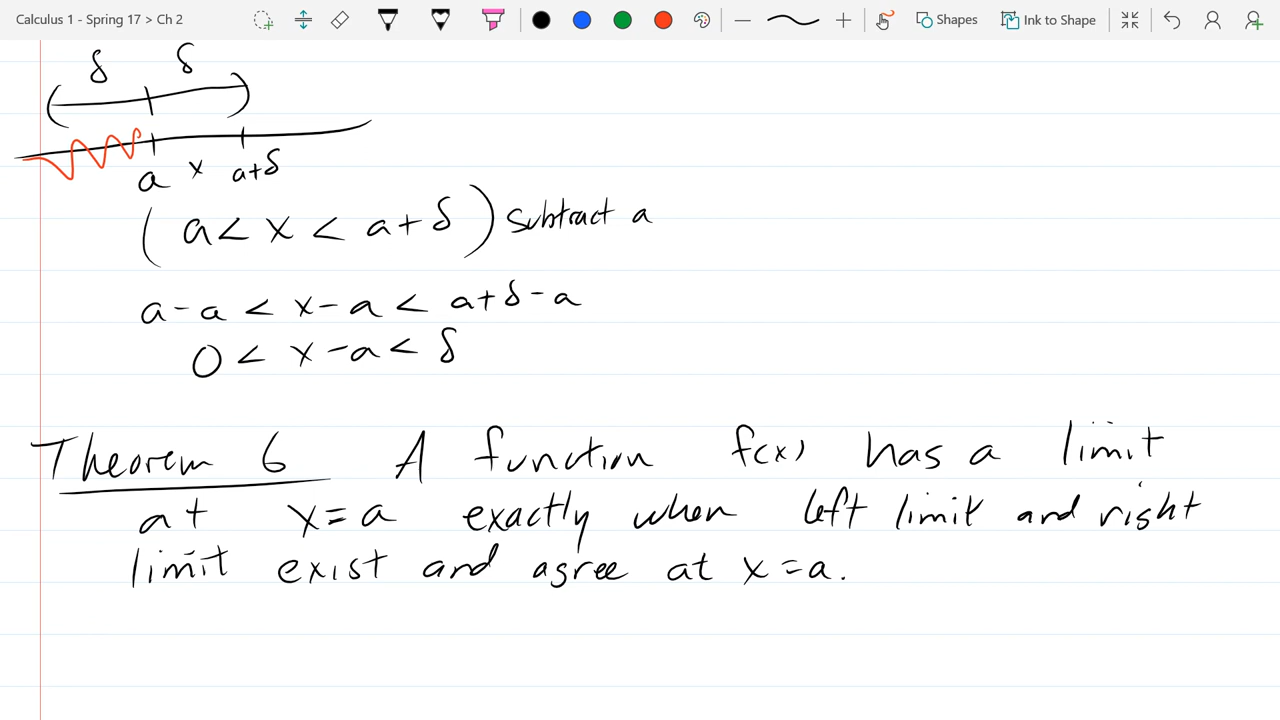 Calculus 1 - Spring 17 > Ch 2
Shapes
Ink to Shape
δ δ
a x a+δ
( a < x < a + δ ) subtract a
a - a < x - a < a + δ - a
0 < x - a < δ
Theorem 6 A function f(x) has a limit
at x = a exactly when left limit and right
limit exist and agree at x = a.